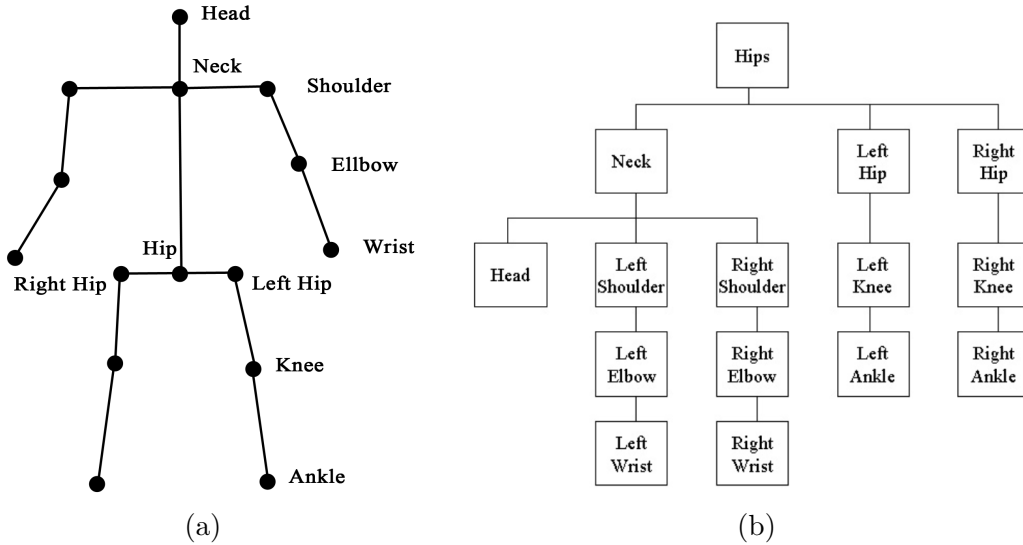 Head
Neck
Shoulder
Ellbow
Wrist
Hip
Right Hip
Left Hip
Knee
Ankle
(a)
Hips
Neck
Left
Hip
Right
Hip
Head
Left
Shoulder
Right
Shoulder
Left
Knee
Right
Knee
Left
Elbow
Right
Elbow
Left
Ankle
Right
Ankle
Left
Wrist
Right
Wrist
(b)